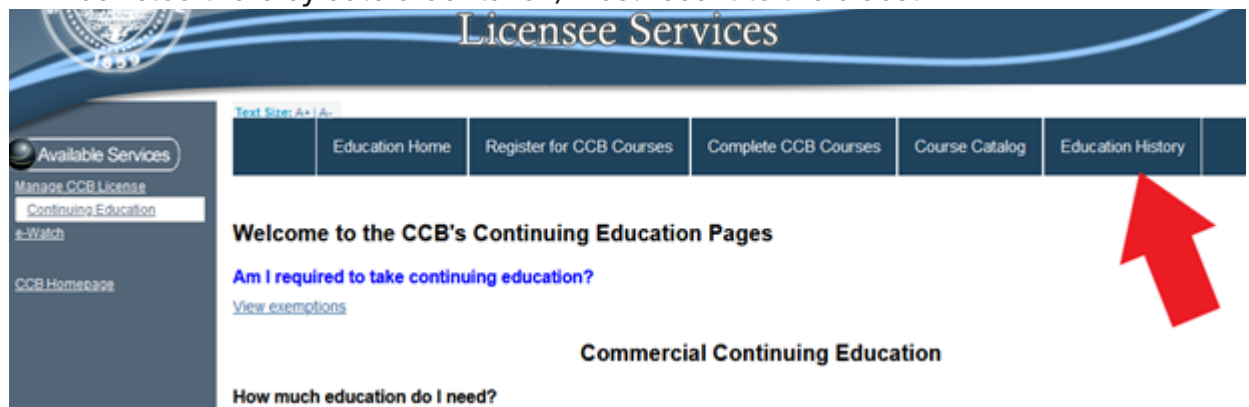 Licensee Services
1859
Text Size: A+ | A-
Available Services
Education Home
Register for CCB Courses
Complete CCB Courses
Course Catalog
Education History
Manage CCB License
Continuing Education
e-Watch
CCB Homepage
Welcome to the CCB's Continuing Education Pages
Am I required to take continuing education?
View exemptions
Commercial Continuing Education
How much education do I need?